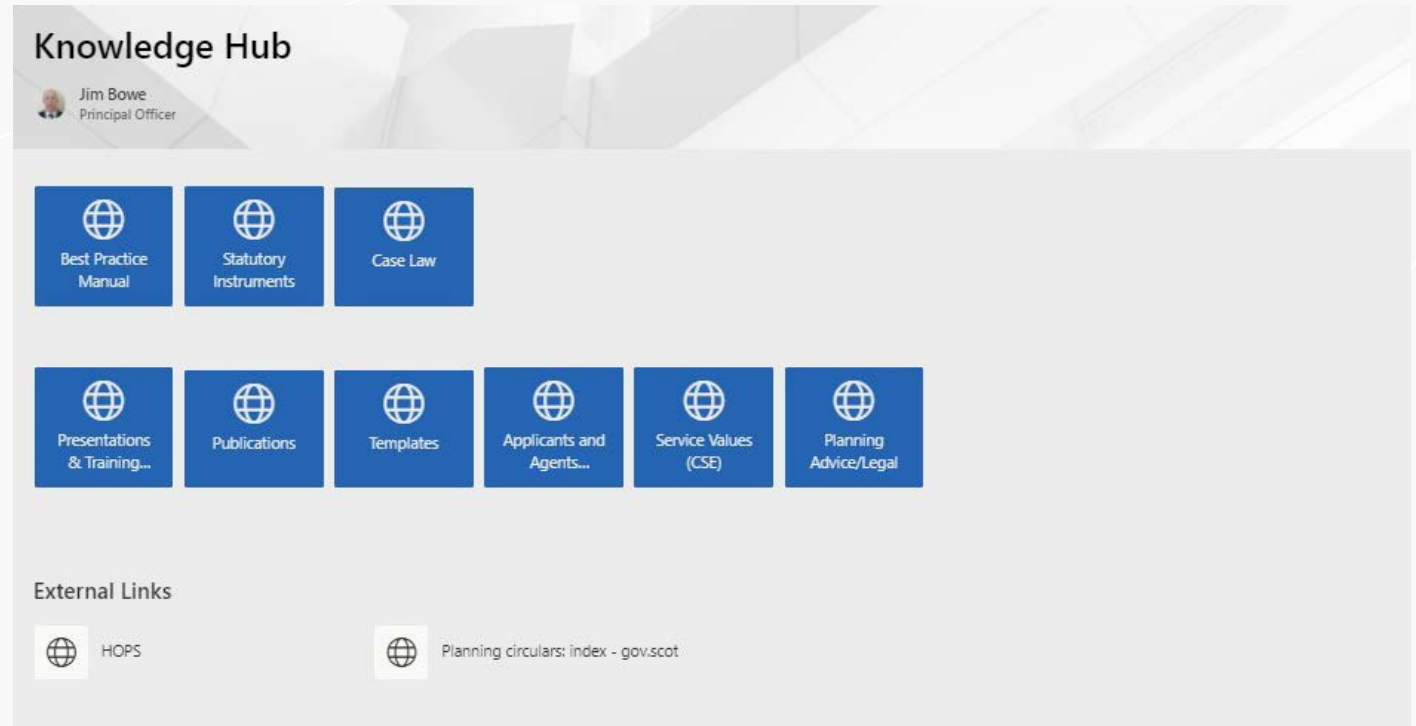 Knowledge Hub
Jim Bowe
Principal Officer
Best Practice
Manual
Statutory
Instruments
Case Law
Presentations
& Training...
Publications
Templates
Applicants and
Agents...
Service Values
(CSE)
Planning
Advice/Legal
External Links
HOPS
Planning circulars: index - gov.scot